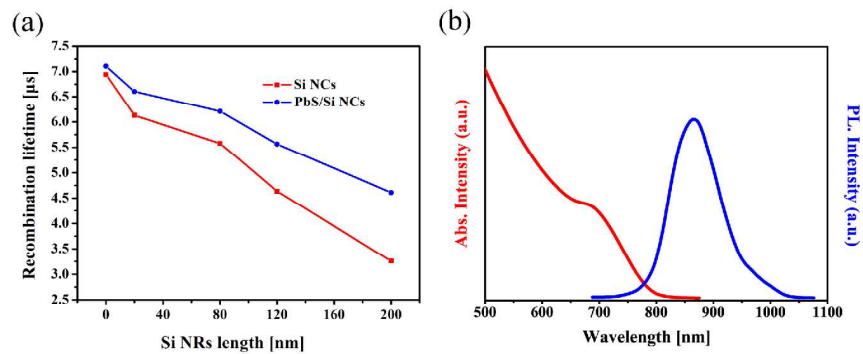 (a)
7.5
7.0
6.5
6.0
5.5
5.0
4.5
4.0
3.5
3.0
2.5
Recombination lifetime [µs]
Si NCs
PbS/Si NCs
0 40 80 120 160 200
Si NRs length [nm]
(b)
Abs. Intensity (a.u.)
PL. Intensity (a.u.)
500 600 700 800 900 1000 1100
Wavelength [nm]